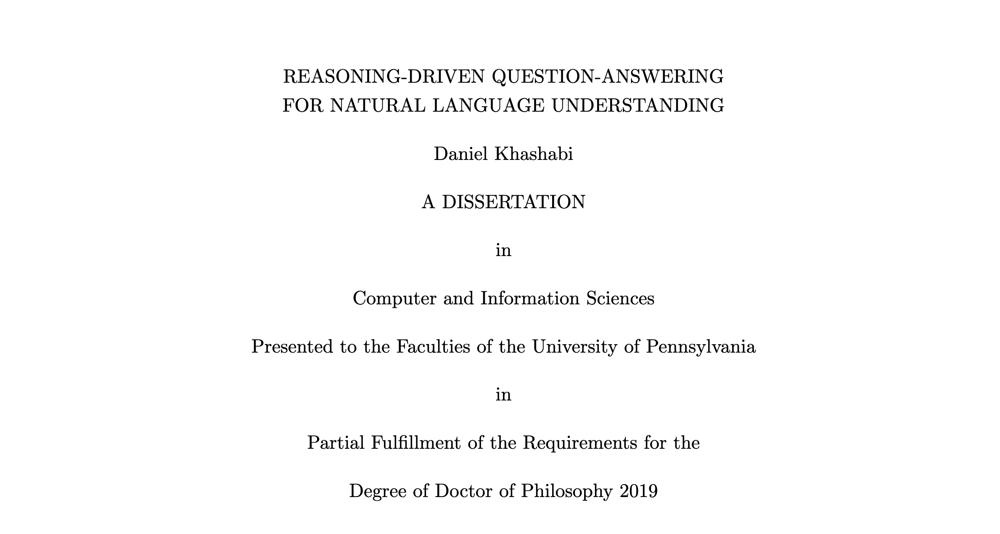 REASONING-DRIVEN QUESTION-ANSWERING
FOR NATURAL LANGUAGE UNDERSTANDING
Daniel Khashabi
A DISSERTATION
in
Computer and Information Sciences
Presented to the Faculties of the University of Pennsylvania
in
Partial Fulfillment of the Requirements for the
Degree of Doctor of Philosophy 2019